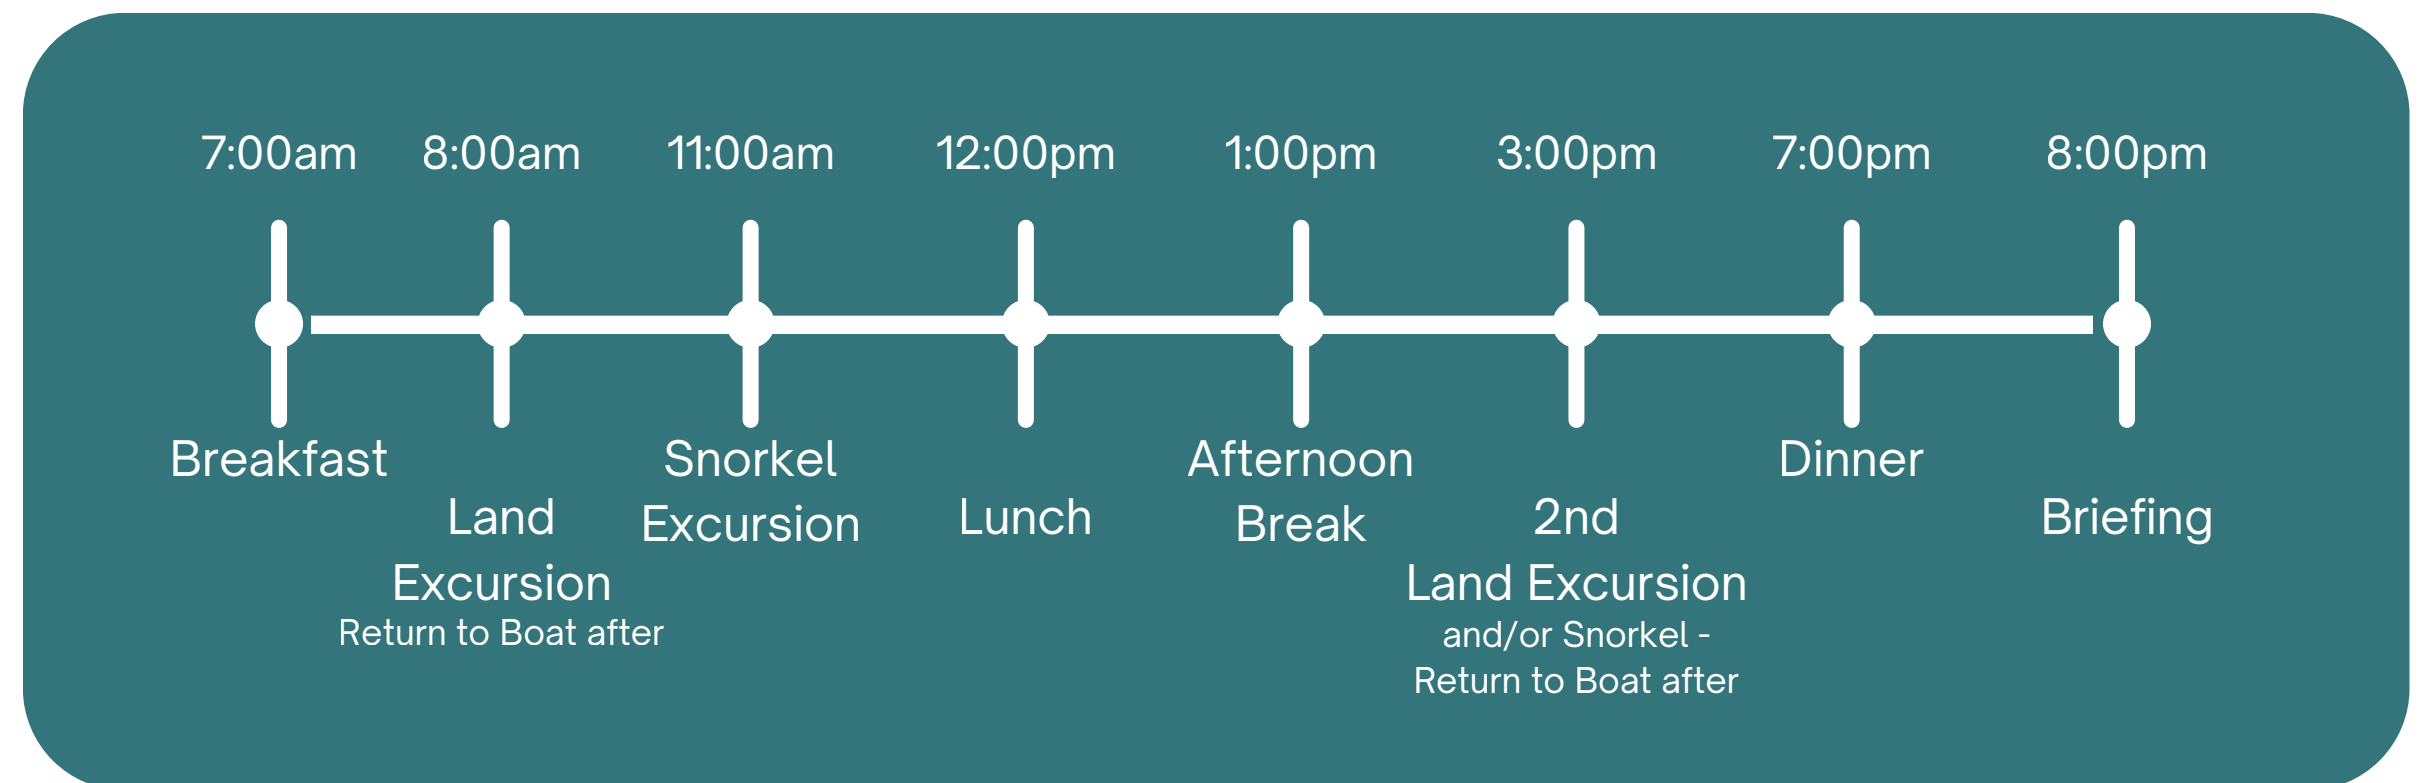 7:00am 8:00am 11:00am 12:00pm 1:00pm 3:00pm 7:00pm 8:00pm
Breakfast
Land
Excursion
Return to Boat after
Snorkel
Excursion
Lunch
Afternoon
Break
2nd
Land Excursion
and/or Snorkel -
Return to Boat after
Dinner
Briefing